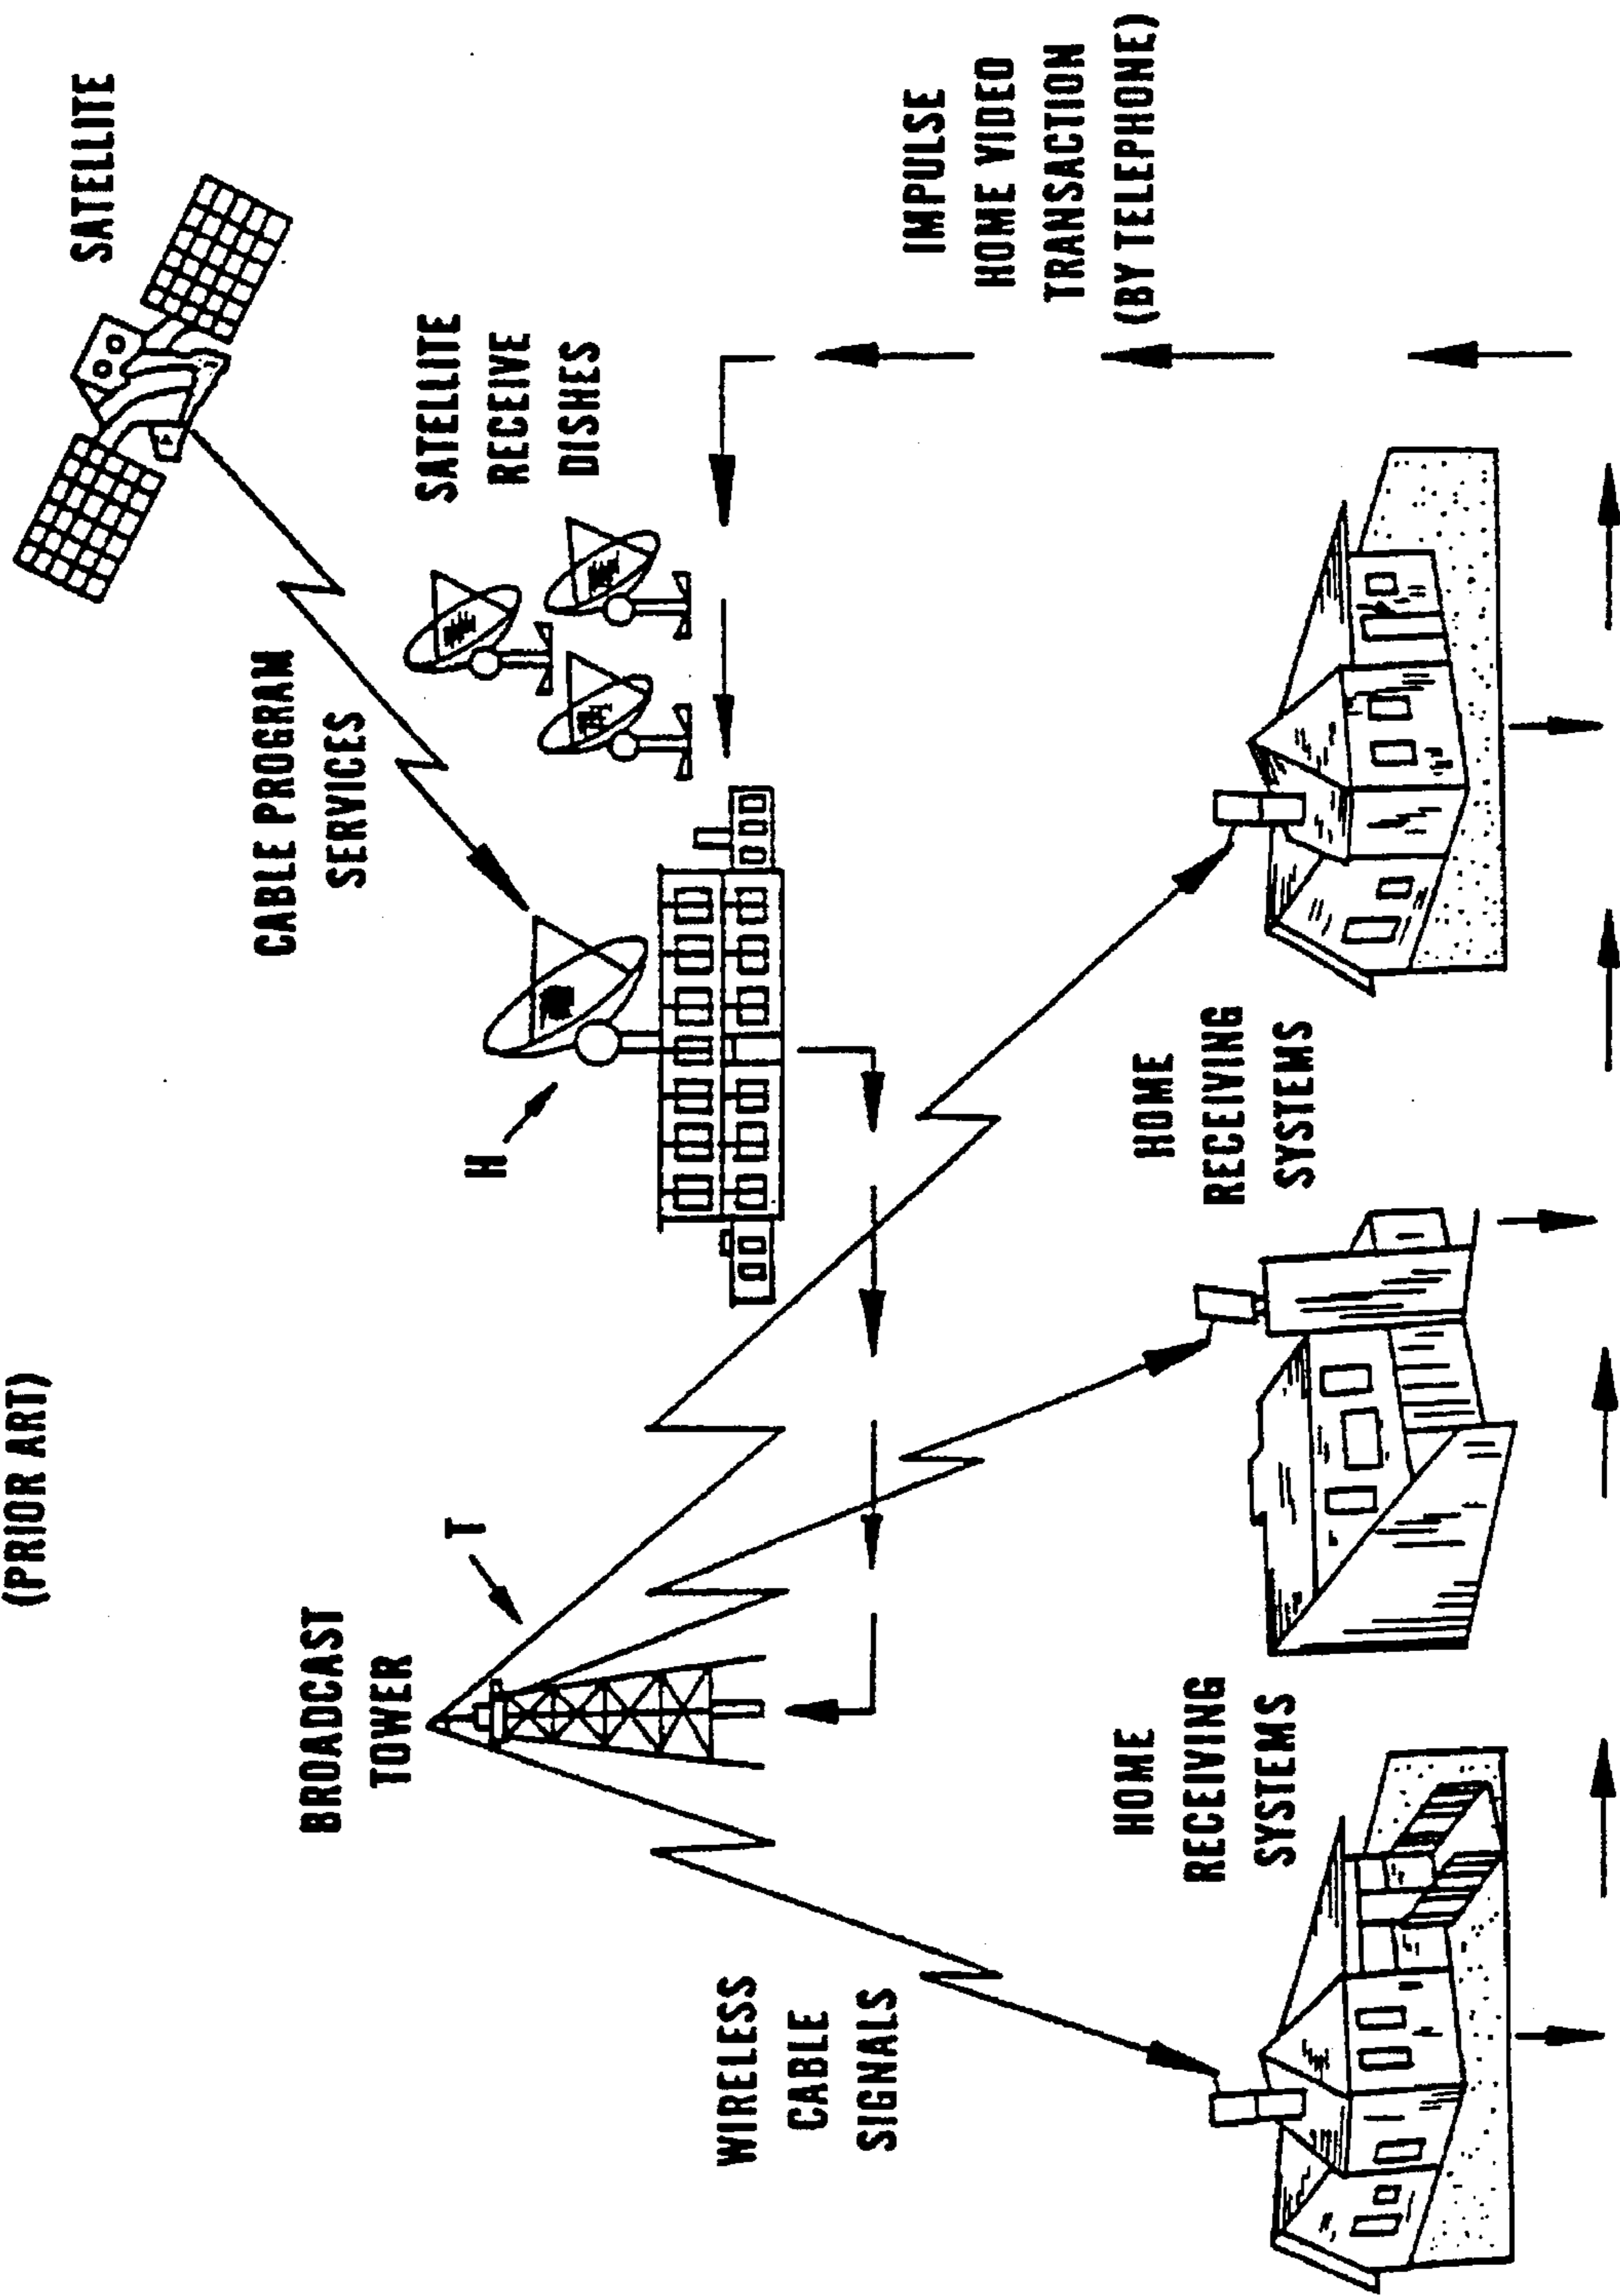 (PRIOR ART)
SATELLITE
CABLE PROGRAM
SERVICES
SATELLITE
RECEIVE
DISHES
BROADCAST
TOWER
T
H
WIRELESS
CABLE
SIGNALS
IMPULSE
HOME VIDEO
TRANSACTION
(BY TELEPHONE)
HOME
RECEIVING
SYSTEMS
HOME
RECEIVING
SYSTEMS